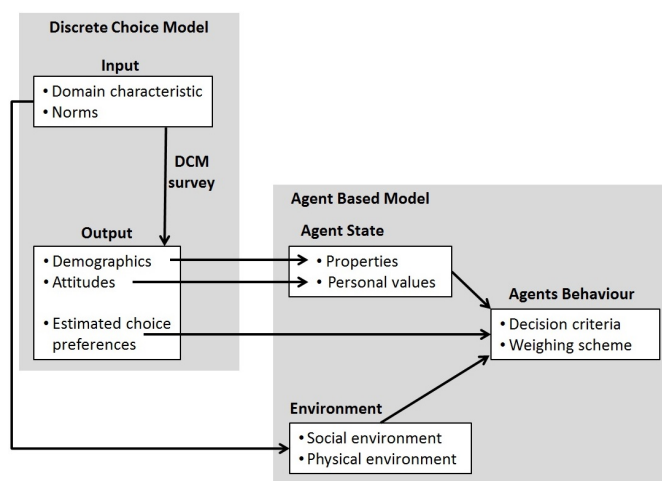 Discrete Choice Model
Input
• Domain characteristic
• Norms
DCM
survey
Output
• Demographics
• Attitudes
• Estimated choice
preferences
Agent Based Model
Agent State
• Properties
• Personal values
Agents Behaviour
• Decision criteria
• Weighing scheme
Environment
• Social environment
• Physical environment